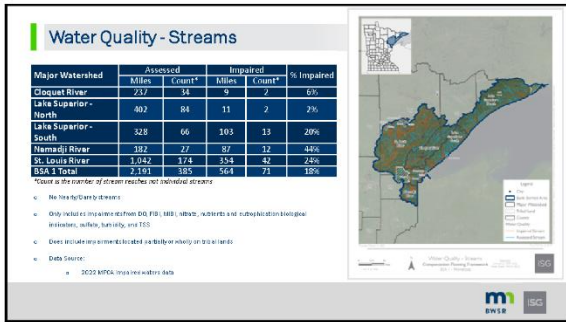 Water Quality - Streams
Major Watershed Assessed Impaired % Impaired
Miles Count* Miles Count*
Cloquet River 237 34 9 2 6%
Lake Superior - North 402 84 11 2 2%
Lake Superior - South 328 66 103 13 20%
Nemadji River 182 27 87 12 44%
St. Louis River 1,042 174 354 42 24%
BSA 1 Total 2,191 385 564 71 18%
*Count is the number of stream reaches not individual streams
No Nearly/Barely streams
Only includes impairments from DO, FIBI, MIBI, nitrate, nutrients and eutrophication biological
indicators, sulfate, turbidity, and TSS
Does include impairments located partially or wholly on tribal lands
Data Source:
2022 MPCA impaired waters data
Legend
Water Quality - Streams
Compensation Planning Framework
ISG
BWSR
ISG